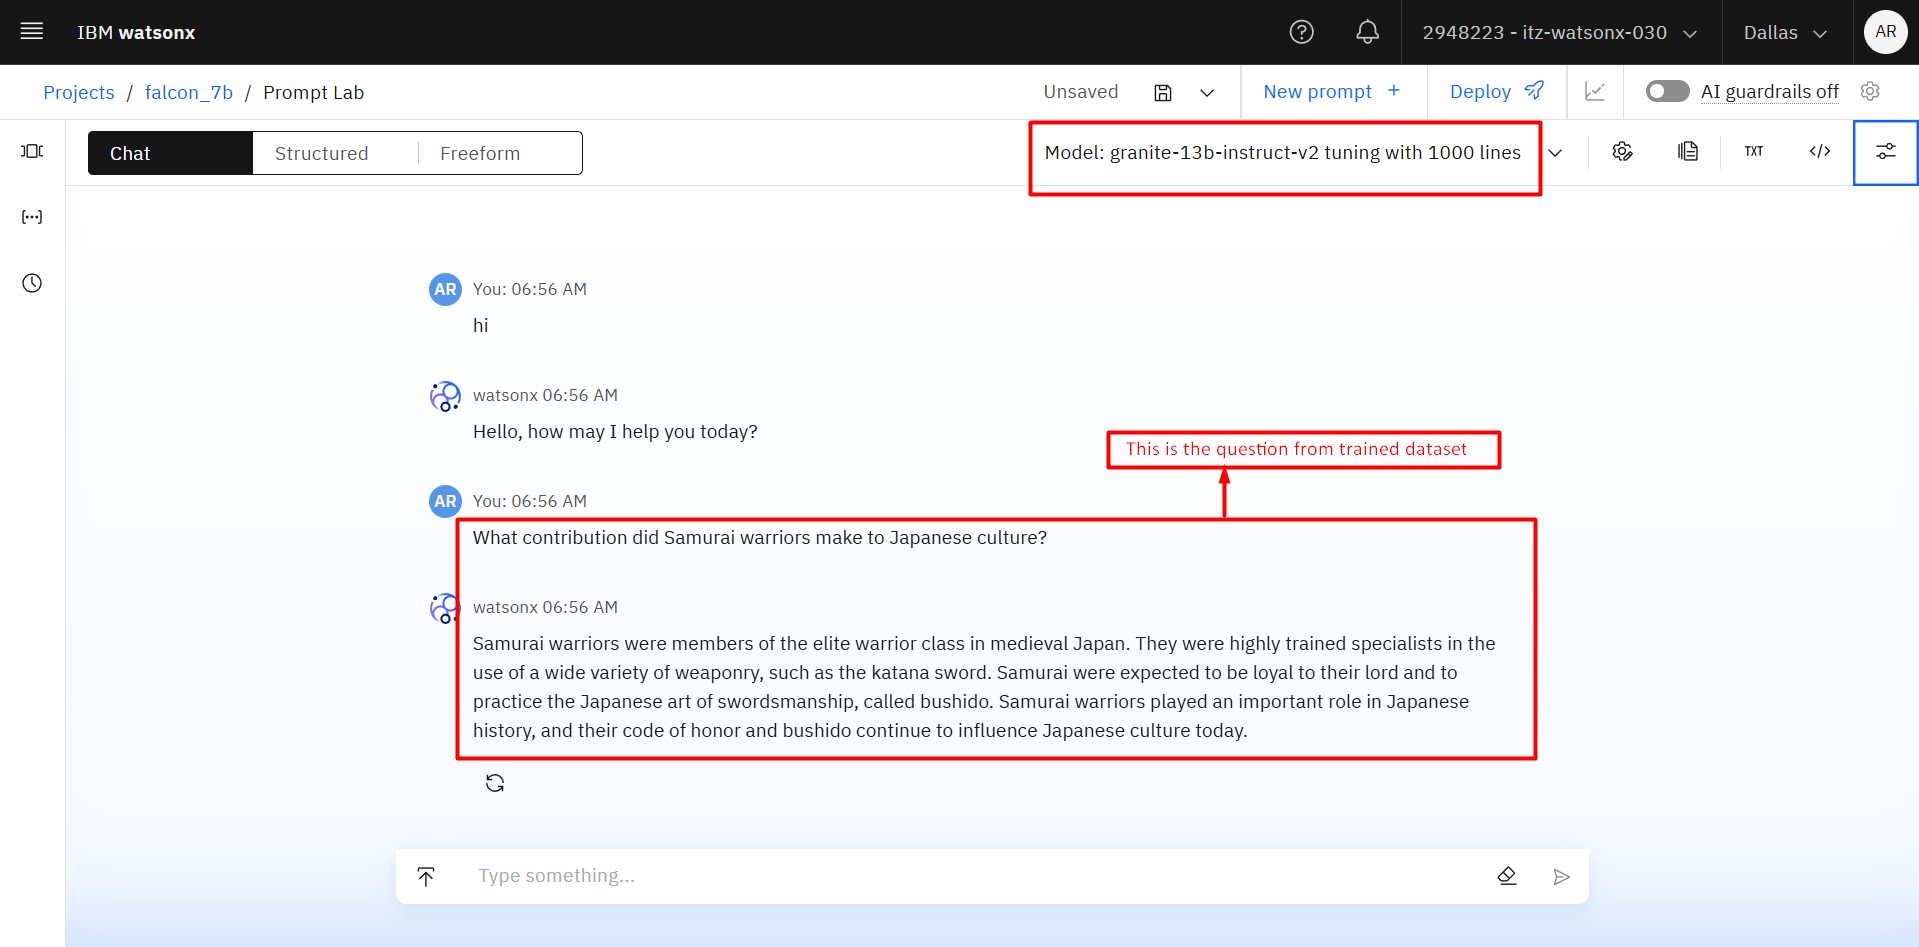 IBM watsonx
2948223 - itz-watsonx-030
Dallas
AR
Projects / falcon_7b / Prompt Lab
Unsaved
New prompt +
Deploy
AI guardrails off
Chat
Structured
Freeform
Model: granite-13b-instruct-v2 tuning with 1000 lines
TXT
AR You: 06:56 AM
hi
watsonx 06:56 AM
Hello, how may I help you today?
This is the question from trained dataset
AR You: 06:56 AM
What contribution did Samurai warriors make to Japanese culture?
watsonx 06:56 AM
Samurai warriors were members of the elite warrior class in medieval Japan. They were highly trained specialists in the
use of a wide variety of weaponry, such as the katana sword. Samurai were expected to be loyal to their lord and to
practice the Japanese art of swordsmanship, called bushido. Samurai warriors played an important role in Japanese
history, and their code of honor and bushido continue to influence Japanese culture today.
Type something...